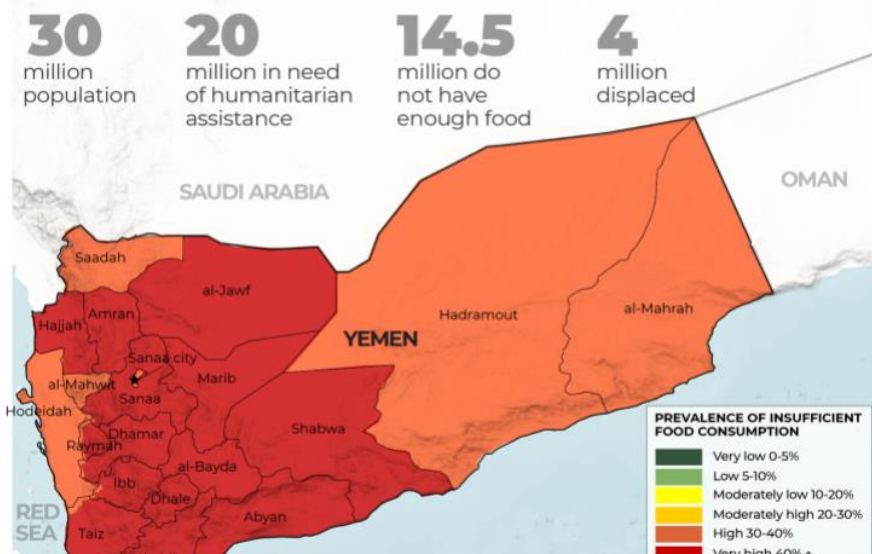 30
million
population
20
million in need
of humanitarian
assistance
14.5
million do
not have
enough food
4
million
displaced
SAUDI ARABIA
OMAN
Saadah
al-Jawf
Hajjah
Amran
YEMEN
Hadramout
al-Mahrah
Sanaa city
al-Mahwit
Marib
Sanaa
Hodeidah
Dhamar
Raymah
Shabwa
al-Bayda
Ibb
Dhale
Abyan
RED
SEA
Taiz
PREVALENCE OF INSUFFICIENT
FOOD CONSUMPTION
Very low 0-5%
Low 5-10%
Moderately low 10-20%
Moderately high 20-30%
High 30-40%
Very high 40% +